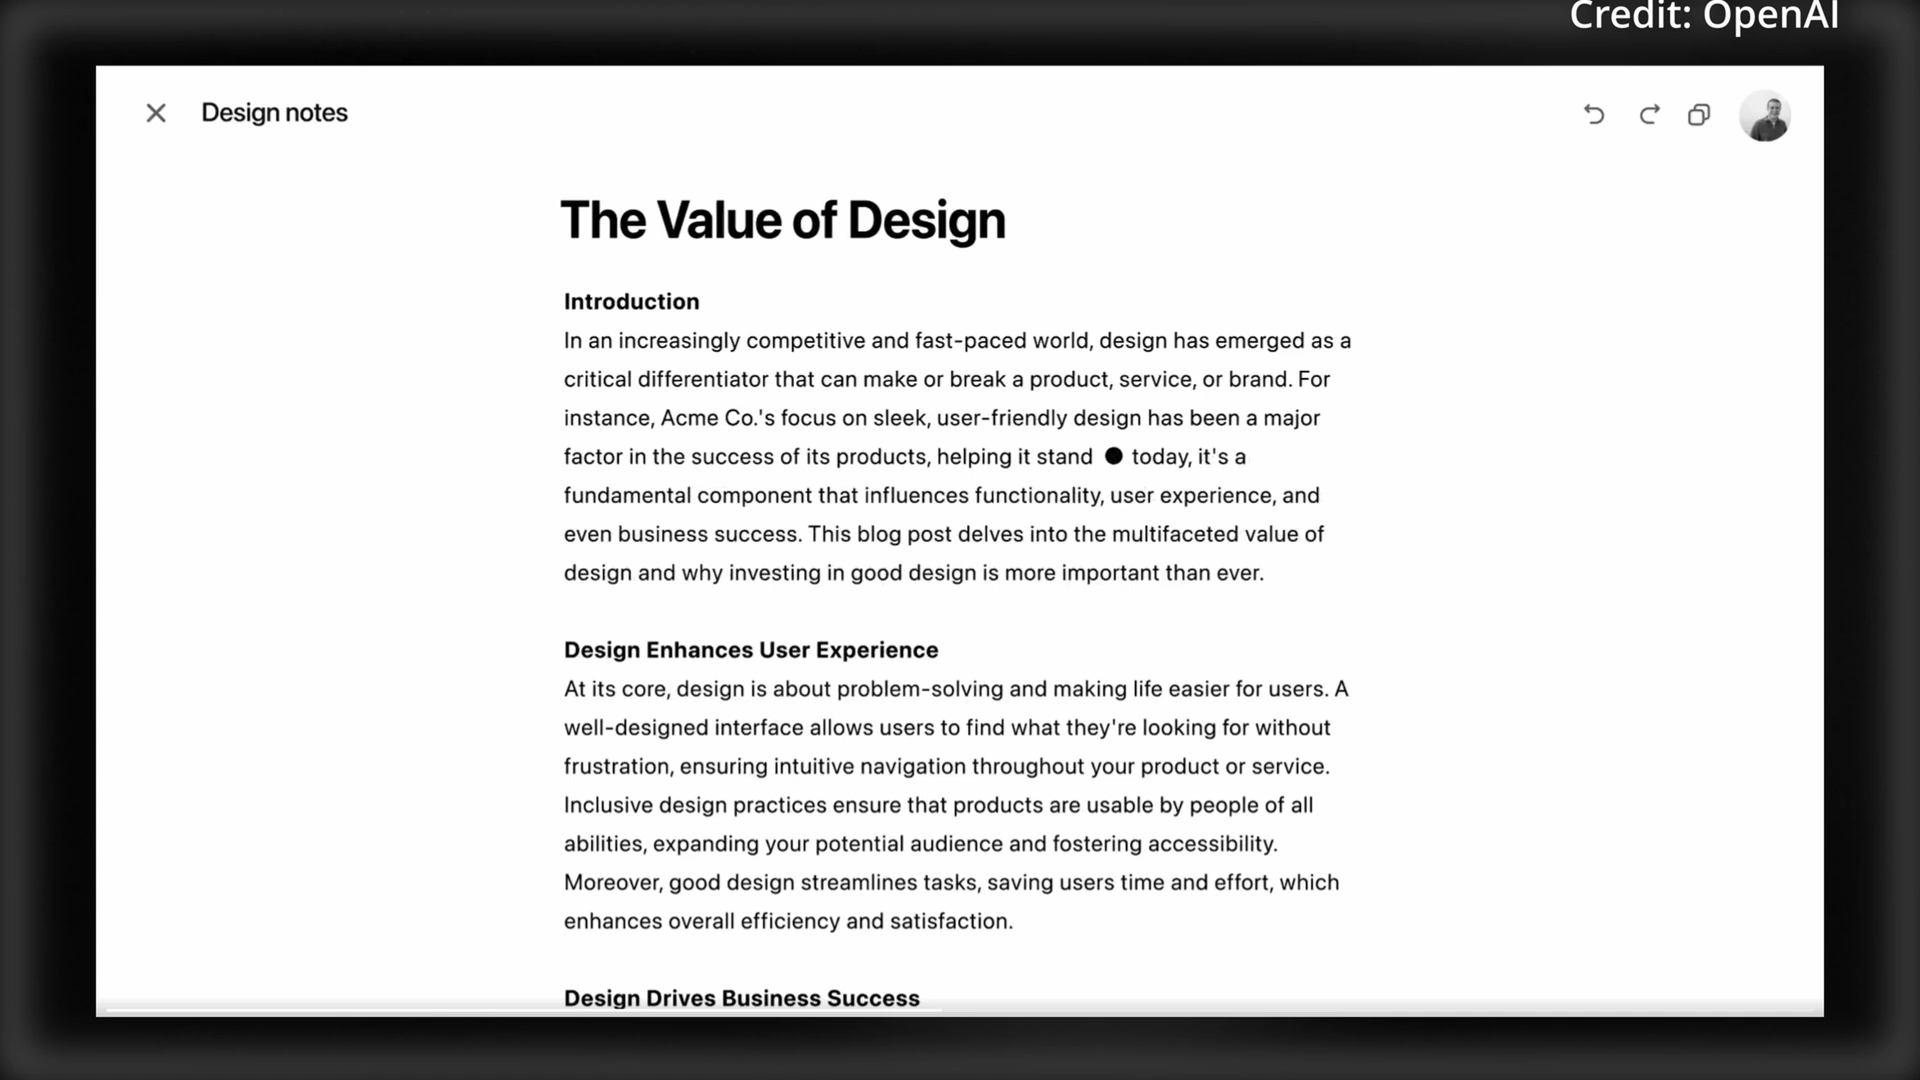 Credit: OpenAI
Design notes
The Value of Design
Introduction
In an increasingly competitive and fast-paced world, design has emerged as a
critical differentiator that can make or break a product, service, or brand. For
instance, Acme Co.'s focus on sleek, user-friendly design has been a major
factor in the success of its products, helping it stand ● today, it's a
fundamental component that influences functionality, user experience, and
even business success. This blog post delves into the multifaceted value of
design and why investing in good design is more important than ever.
Design Enhances User Experience
At its core, design is about problem-solving and making life easier for users. A
well-designed interface allows users to find what they're looking for without
frustration, ensuring intuitive navigation throughout your product or service.
Inclusive design practices ensure that products are usable by people of all
abilities, expanding your potential audience and fostering accessibility.
Moreover, good design streamlines tasks, saving users time and effort, which
enhances overall efficiency and satisfaction.
Design Drives Business Success